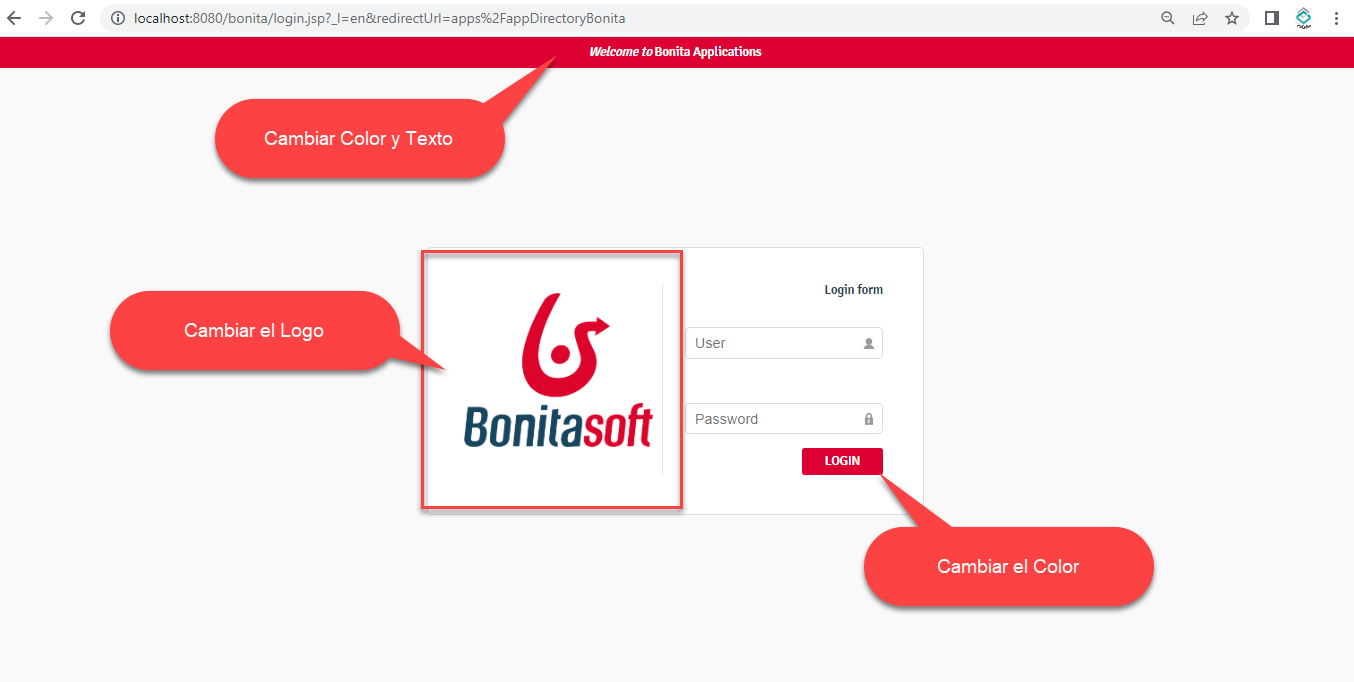 localhost:8080/bonita/login.jsp?_l=en&redirectUrl=apps%2FappDirectoryBonita
Welcome to Bonita Applications
Cambiar Color y Texto
Cambiar el Logo
Bonitasoft
Login form
User
Password
LOGIN
Cambiar el Color